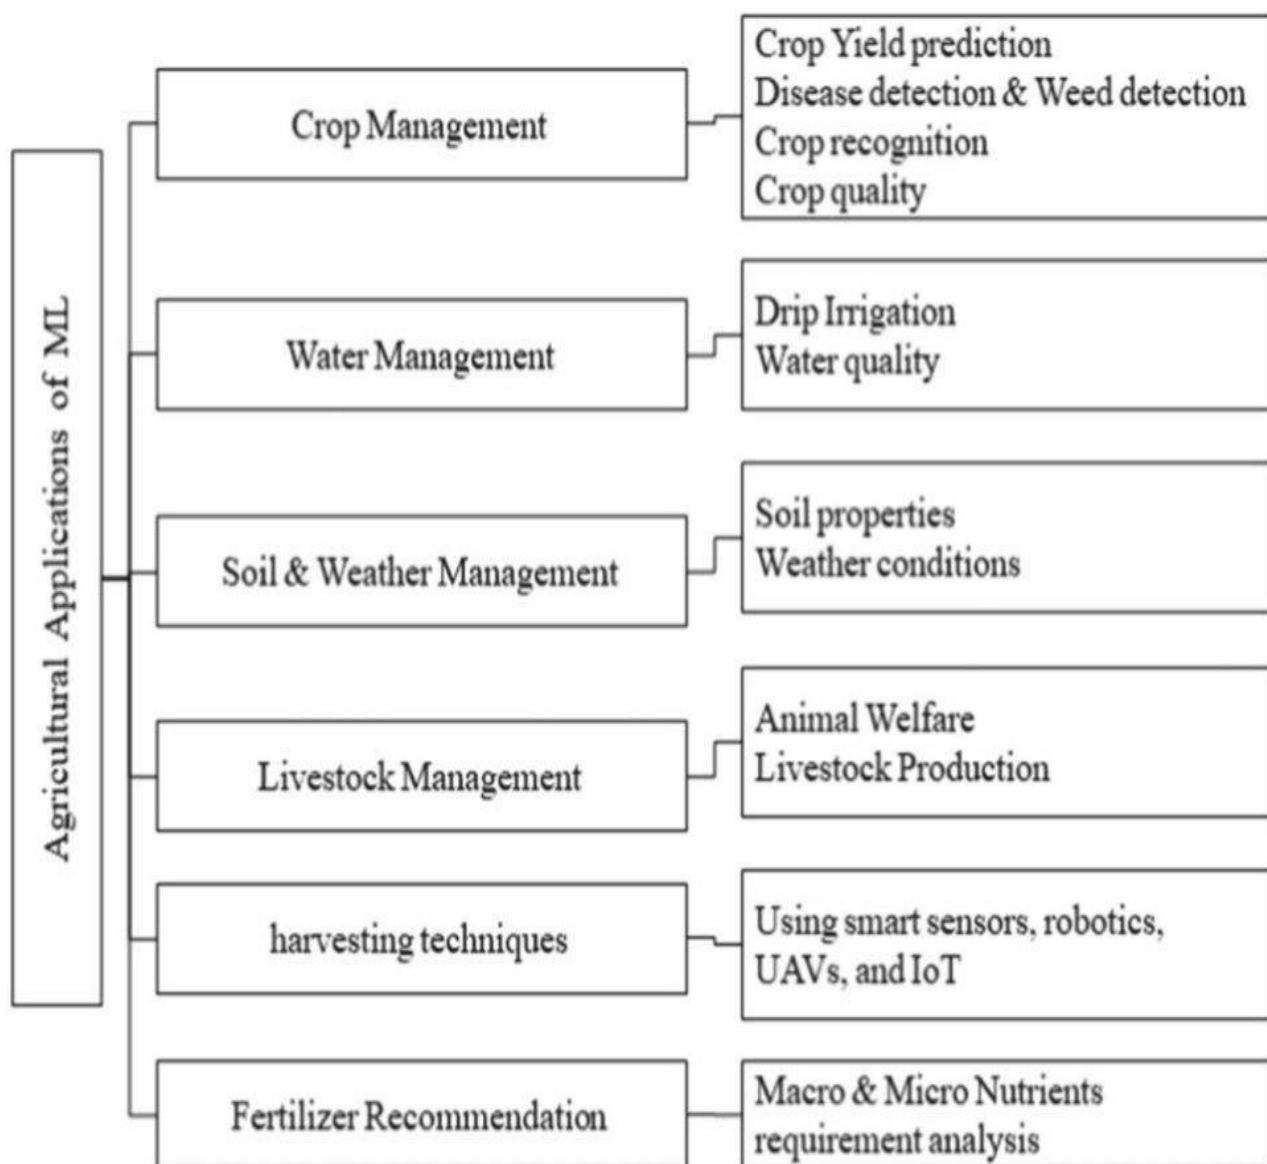 Agricultural Applications of ML
Crop Management
Crop Yield prediction
Disease detection & Weed detection
Crop recognition
Crop quality
Water Management
Drip Irrigation
Water quality
Soil & Weather Management
Soil properties
Weather conditions
Livestock Management
Animal Welfare
Livestock Production
harvesting techniques
Using smart sensors, robotics,
UAVs, and IoT
Fertilizer Recommendation
Macro & Micro Nutrients
requirement analysis